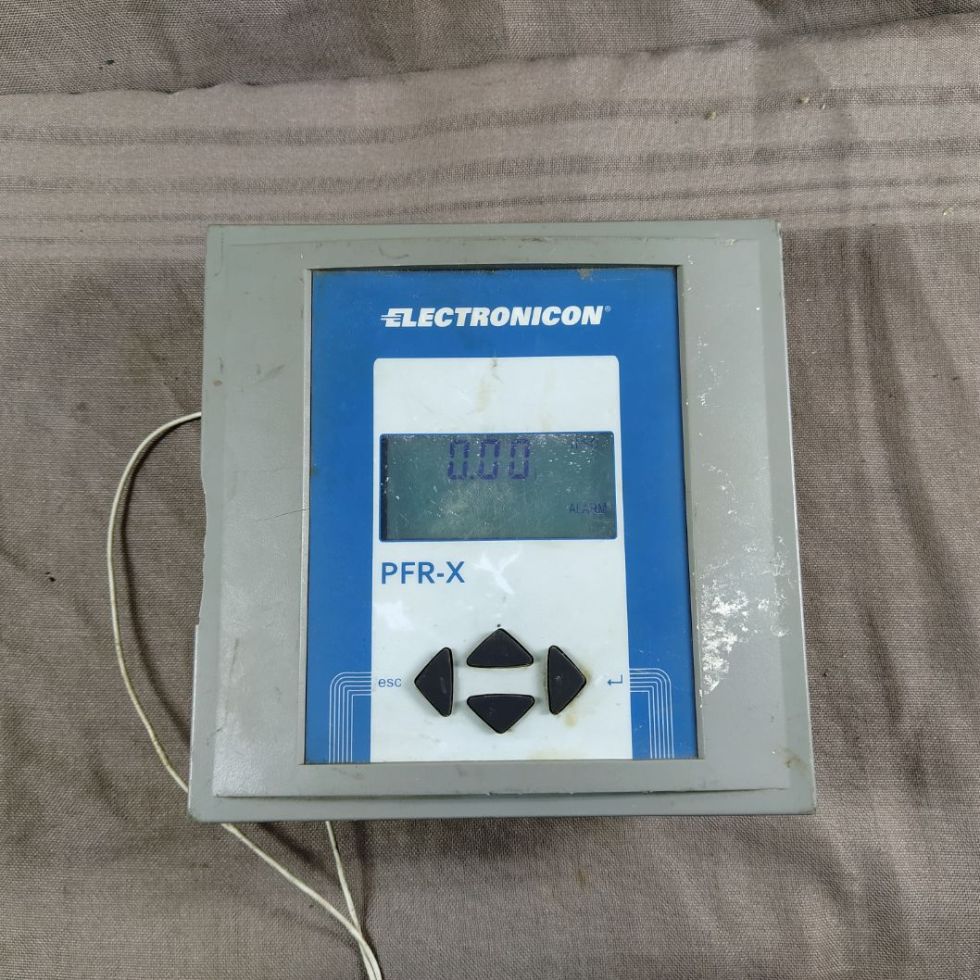 ELECTRONICON®
0.00
ALARM
PFR-X
esc